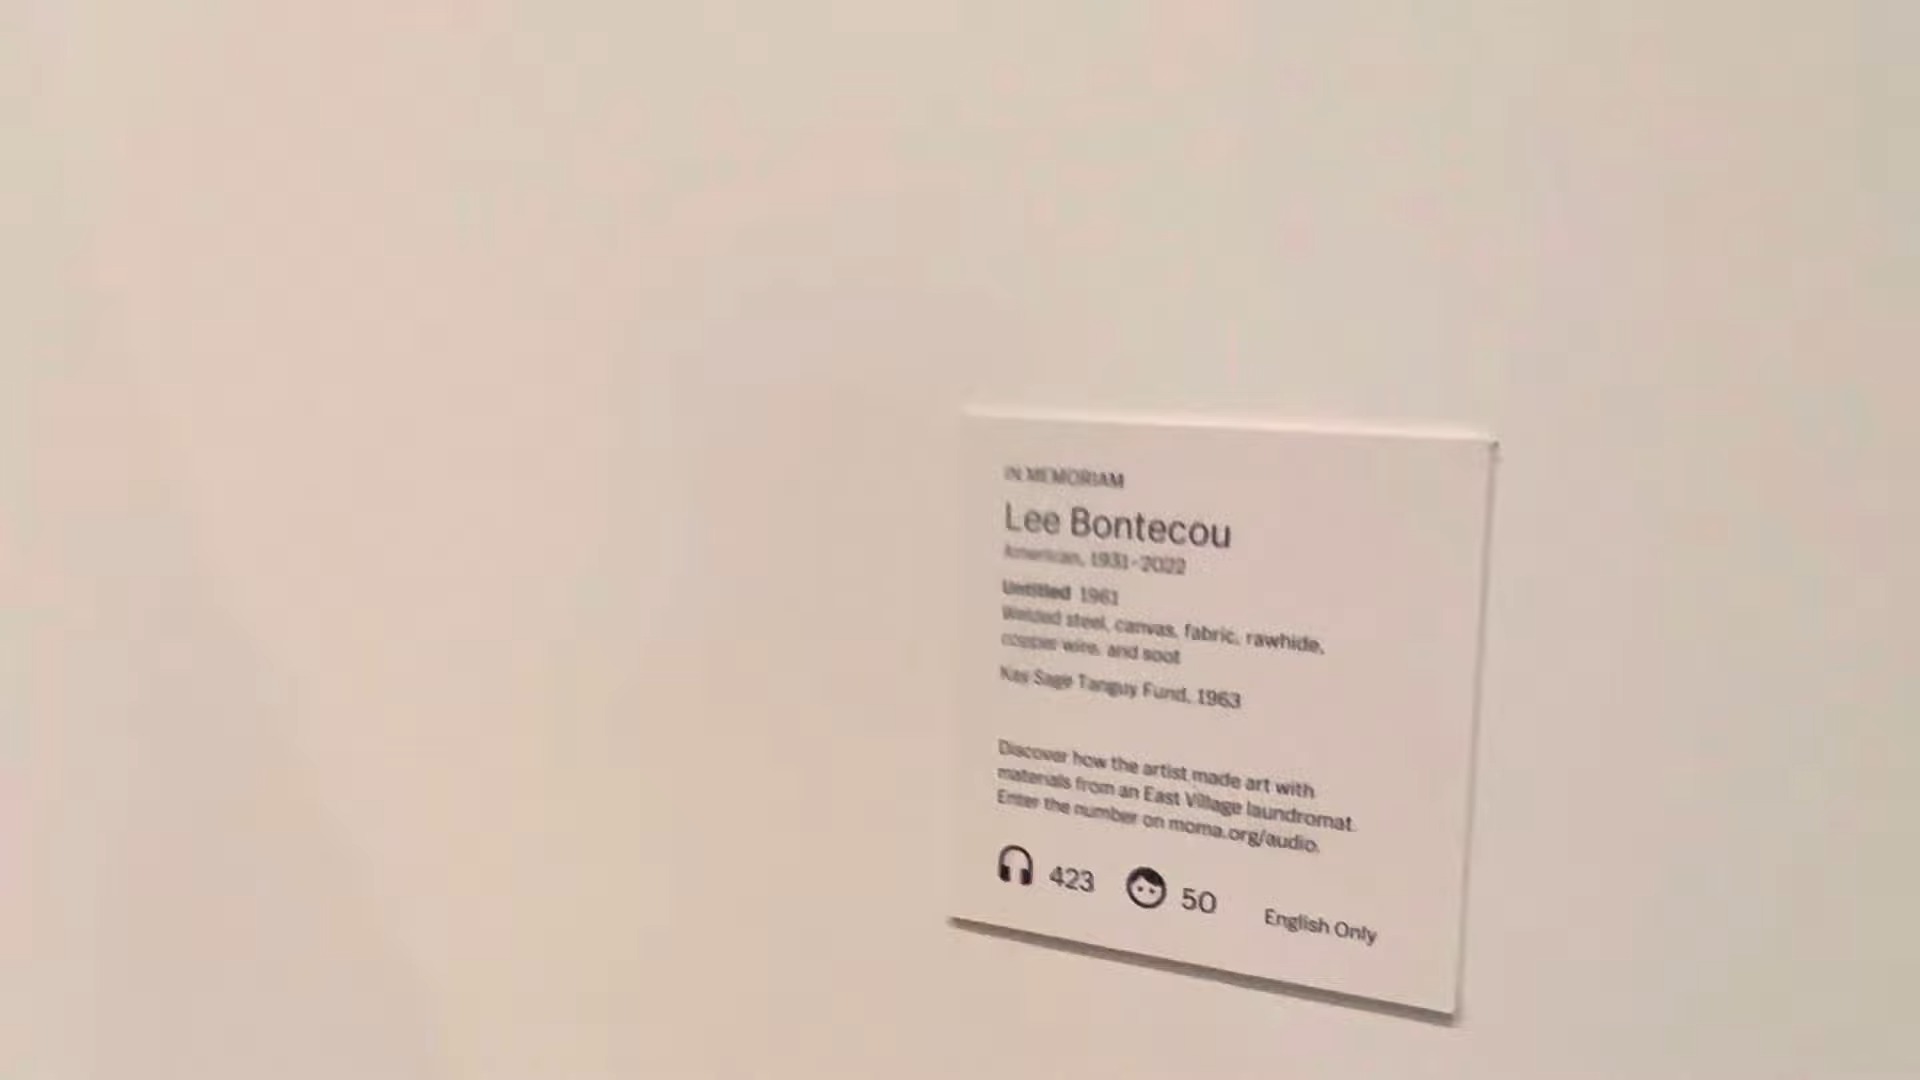 IN MEMORIAM
Lee Bontecou
American, 1931–2022
Untitled 1961
Welded steel, canvas, fabric, rawhide,
copper wire, and soot
Kay Sage Tanguy Fund, 1963
Discover how the artist made art with
materials from an East Village laundromat.
Enter the number on moma.org/audio.
423 50 English Only